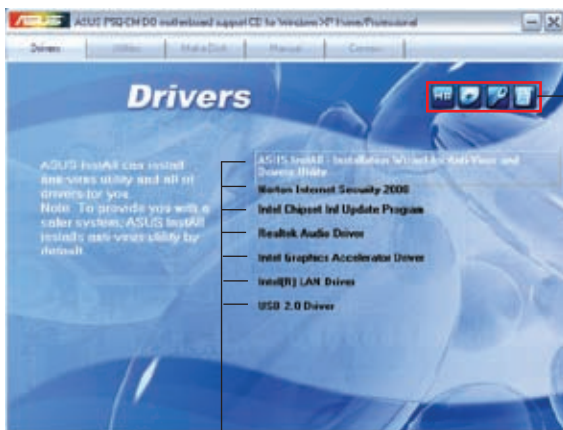 ASUS P5Q-CM DO motherboard support CD for Windows XP Home/Professional
Drivers
Utilities
Make Disk
Manual
Contact
Drivers
ASUS InstAll can install
anti-virus utility and all of
drivers for you.
Note: To provide you with a
safer system, ASUS InstAll
installs anti-virus utility by
default.
ASUS InstAll - Installation Wizard for Anti-Virus and
Drivers Utility
Norton Internet Security 2008
Intel Chipset Inf Update Program
Realtek Audio Driver
Intel Graphics Accelerator Driver
Intel(R) LAN Driver
USB 2.0 Driver